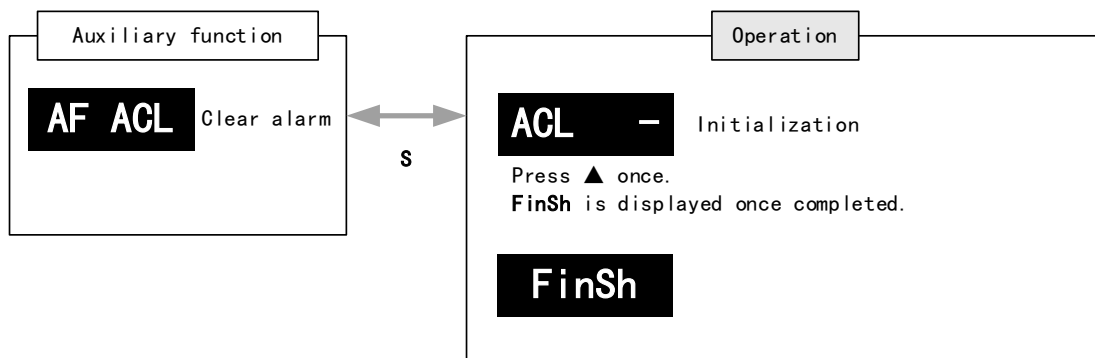 Auxiliary function
AF ACL Clear alarm
S
Operation
ACL – Initialization
Press ▲ once.
FinSh is displayed once completed.
FinSh